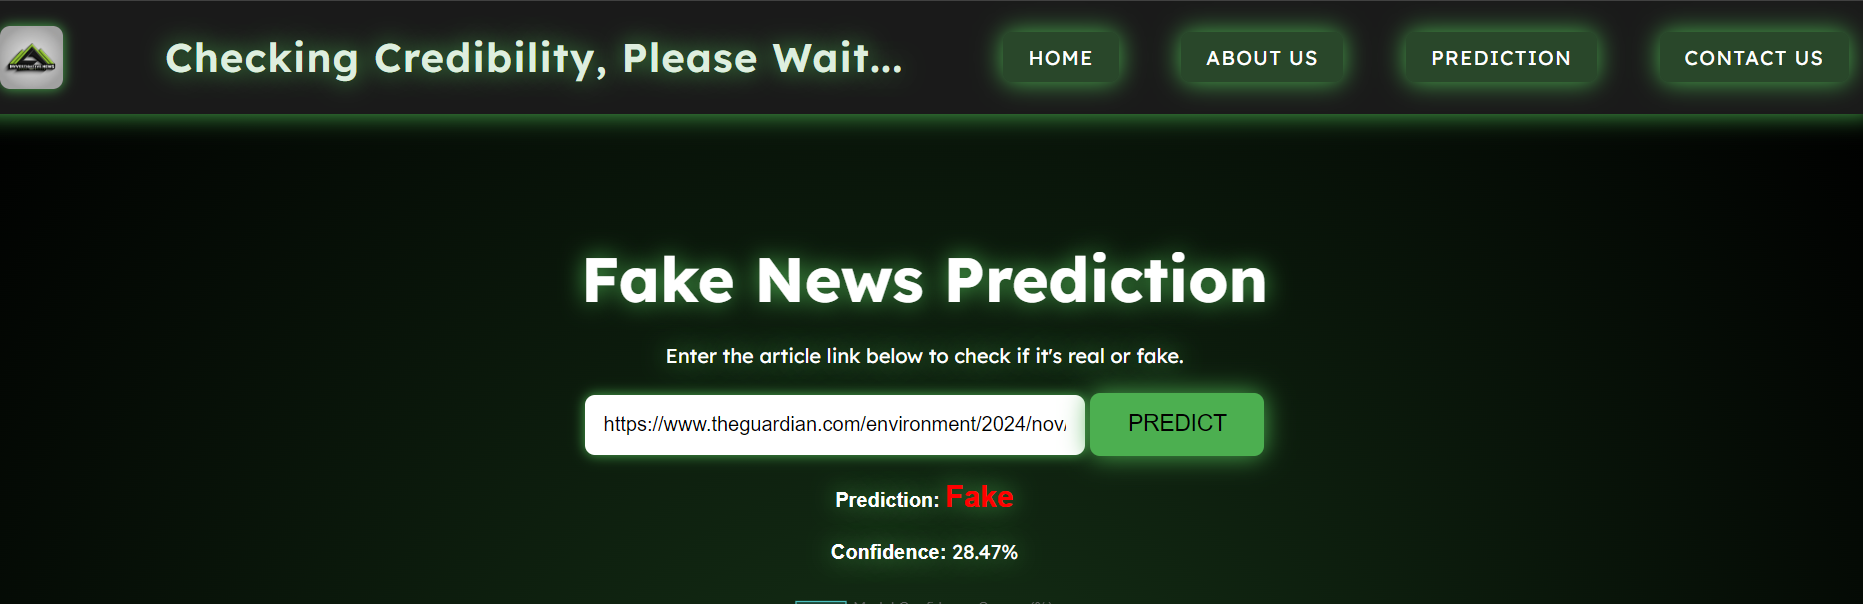 Checking Credibility, Please Wait...
HOME
ABOUT US
PREDICTION
CONTACT US
Fake News Prediction
Enter the article link below to check if it's real or fake.
https://www.theguardian.com/environment/2024/nov/
PREDICT
Prediction: Fake
Confidence: 28.47%